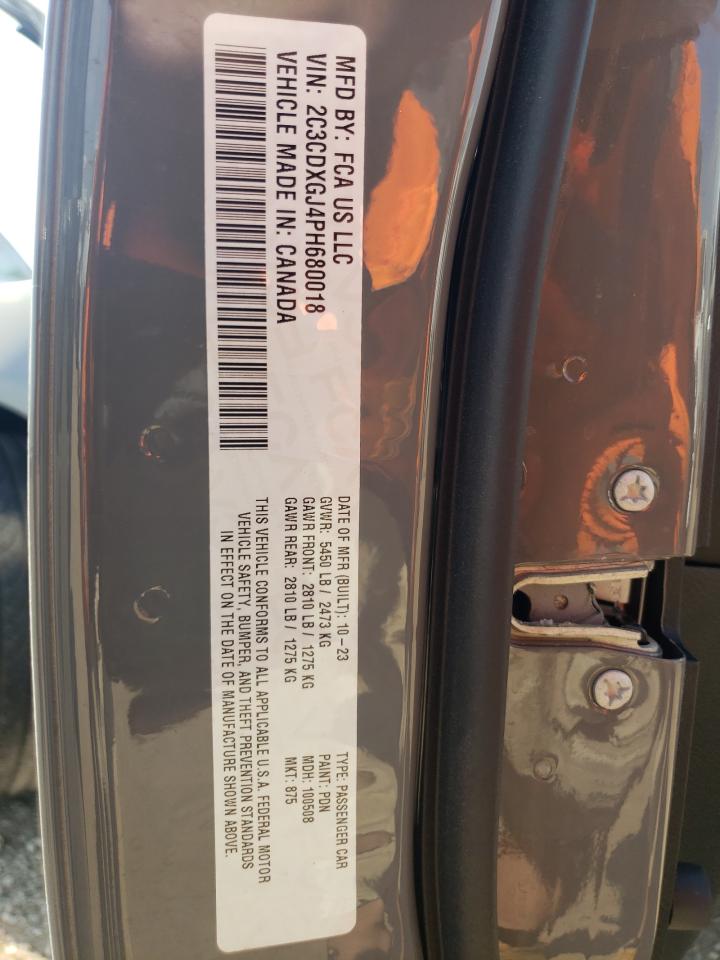 MFD BY: FCA US LLC
VIN: 2C3CDXGJ4PH680018
VEHICLE MADE IN: CANADA
DATE OF MFR (BUILT): 10-23
GVWR: 5450 LB / 2473 KG
GAWR FRONT: 2810 LB / 1275 KG
GAWR REAR: 2810 LB / 1275 KG
TYPE: PASSENGER CAR
PAINT: PDN
MDH: 100508
MKT: 875
THIS VEHICLE CONFORMS TO ALL APPLICABLE U.S.A. FEDERAL MOTOR
VEHICLE SAFETY, BUMPER, AND THEFT PREVENTION STANDARDS
IN EFFECT ON THE DATE OF MANUFACTURE SHOWN ABOVE.